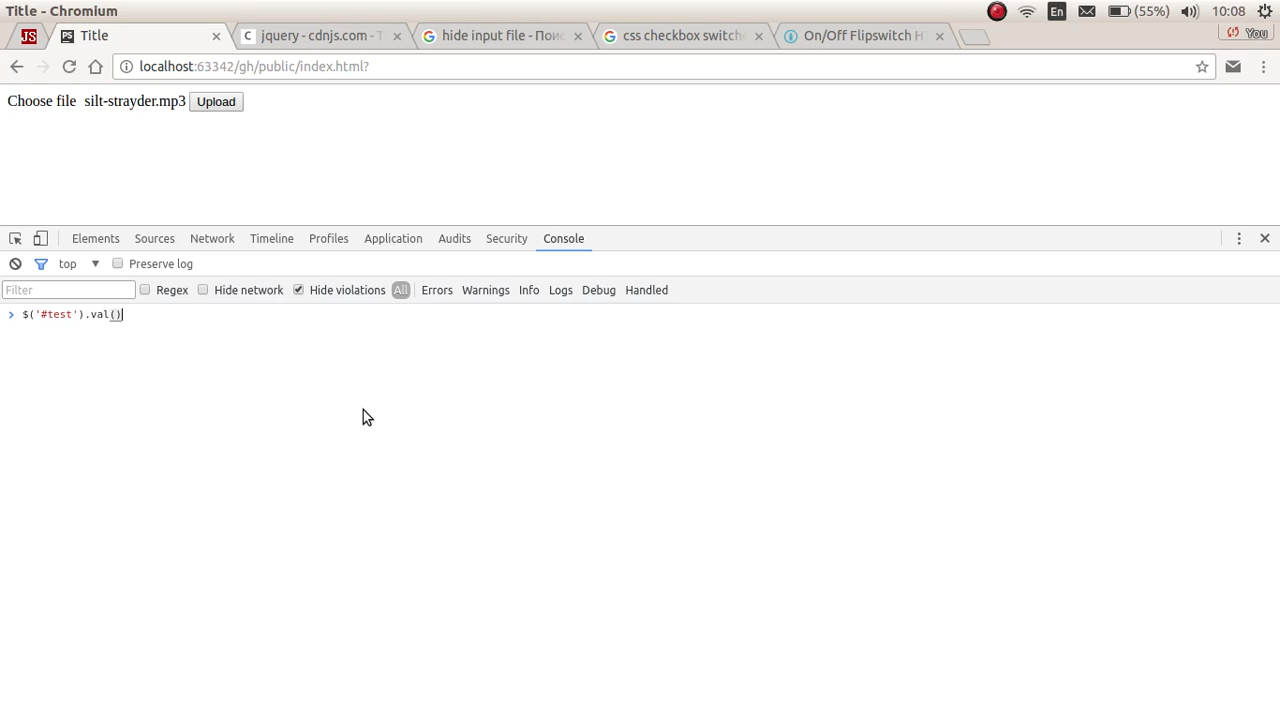 Title - Chromium
En
(55%)
10:08
JS
PS Title
C jquery - cdnjs.com - T
G hide input file - Поис
G css checkbox switche
On/Off Flipswitch H
You
localhost:63342/gh/public/index.html?
Choose file silt-strayder.mp3 Upload
Elements Sources Network Timeline Profiles Application Audits Security Console
top Preserve log
Filter Regex Hide network Hide violations All Errors Warnings Info Logs Debug Handled
> $('#test').val()